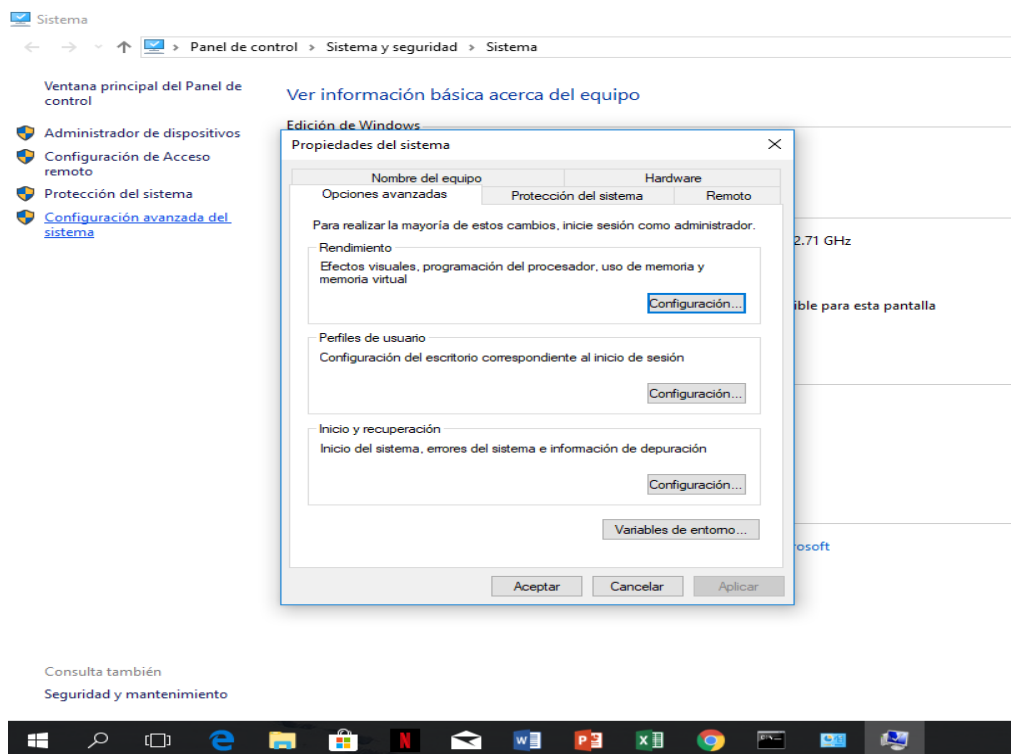 Sistema
Panel de control > Sistema y seguridad > Sistema
Ventana principal del Panel de
control
Administrador de dispositivos
Configuración de Acceso
remoto
Protección del sistema
Configuración avanzada del
sistema
Ver información básica acerca del equipo
Edición de Windows
Propiedades del sistema
Nombre del equipo
Hardware
Opciones avanzadas
Protección del sistema
Remoto
Para realizar la mayoría de estos cambios, inicie sesión como administrador.
Rendimiento
Efectos visuales, programación del procesador, uso de memoria y
memoria virtual
Configuración...
Perfiles de usuario
Configuración del escritorio correspondiente al inicio de sesión
Configuración...
Inicio y recuperación
Inicio del sistema, errores del sistema e información de depuración
Configuración...
Variables de entorno...
Aceptar
Cancelar
Aplicar
2.71 GHz
ible para esta pantalla
osoft
Consulta también
Seguridad y mantenimiento